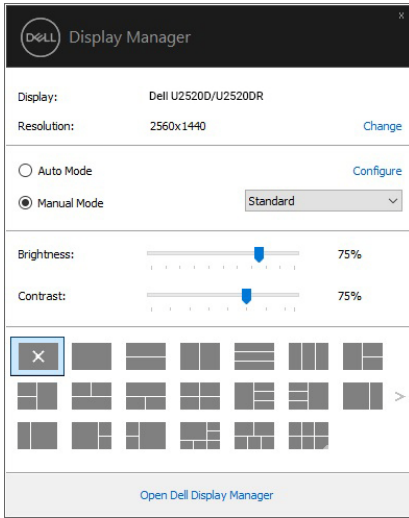 DELL Display Manager
x
Display: Dell U2520D/U2520DR
Resolution: 2560x1440 Change
Auto Mode Configure
Manual Mode Standard
Brightness: 75%
Contrast: 75%
>
Open Dell Display Manager